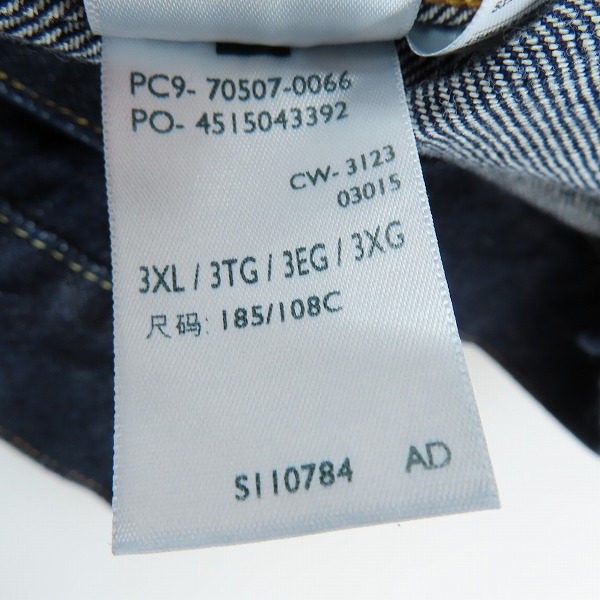 PC9- 70507-0066
PO- 4515043392
CW- 3123
03015
3XL / 3TG / 3EG / 3XG
尺码: 185/108C
S110784 AD